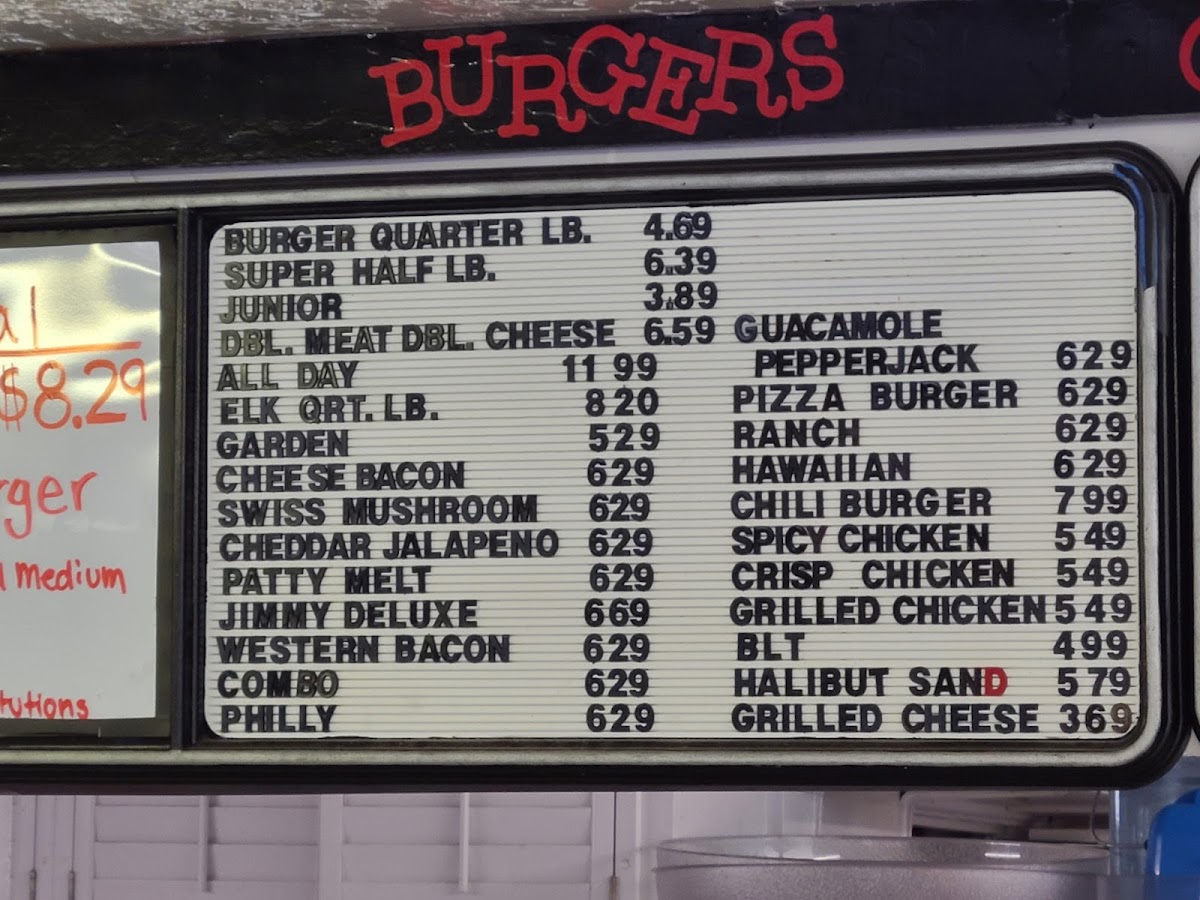 BURGERS
al
$8.29
rger
Medium
tutions
BURGER QUARTER LB. 4.69
SUPER HALF LB. 6.39
JUNIOR 3.89
DBL. MEAT DBL. CHEESE 6.59
ALL DAY 11 99
ELK QRT. LB. 8 20
GARDEN 529
CHEESE BACON 629
SWISS MUSHROOM 629
CHEDDAR JALAPENO 629
PATTY MELT 629
JIMMY DELUXE 669
WESTERN BACON 629
COMBO 629
PHILLY 629
GUACAMOLE
PEPPERJACK 629
PIZZA BURGER 629
RANCH 629
HAWAIIAN 629
CHILI BURGER 799
SPICY CHICKEN 549
CRISP CHICKEN 549
GRILLED CHICKEN 549
BLT 499
HALIBUT SAND 579
GRILLED CHEESE 369